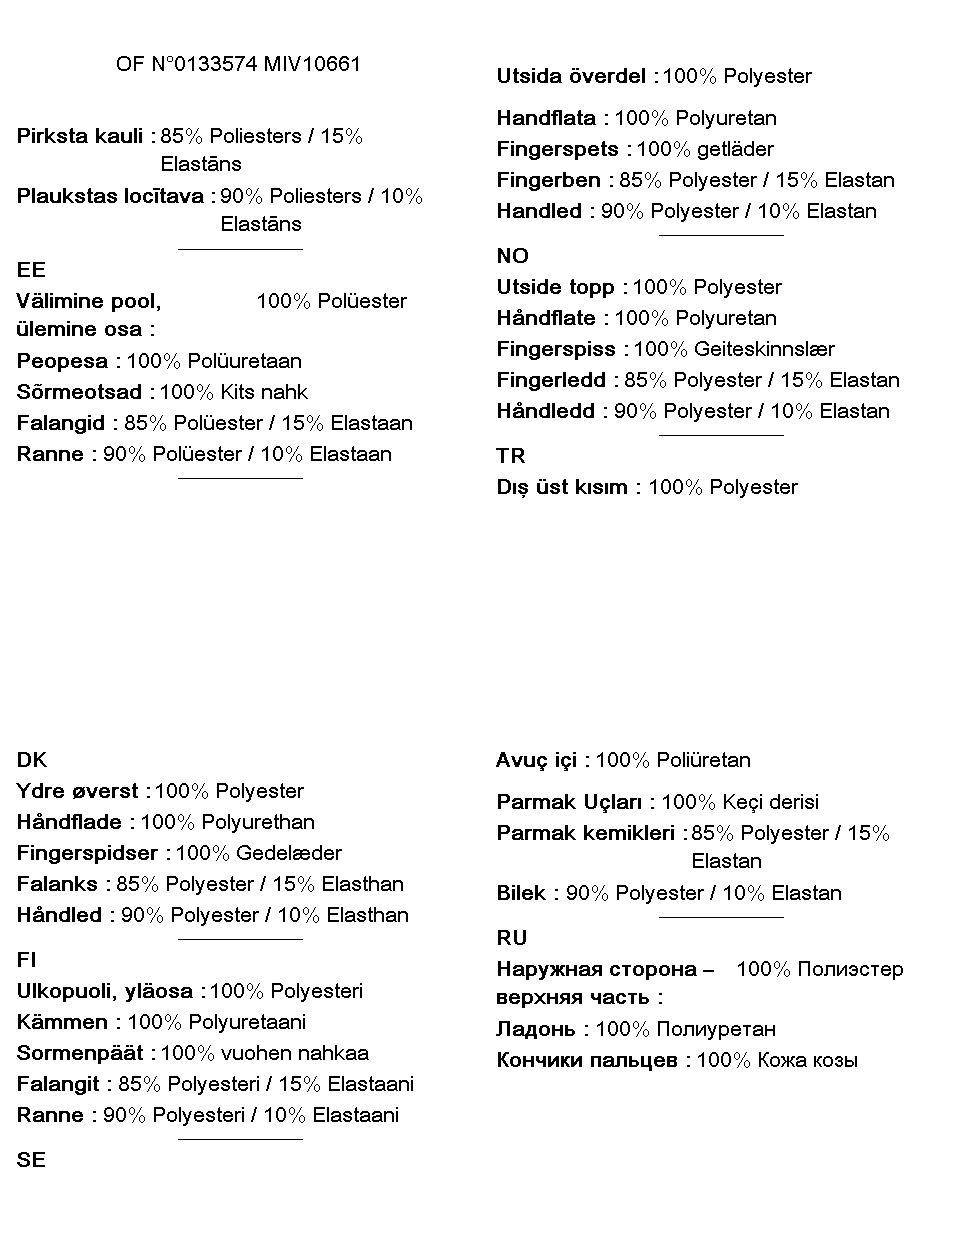 OF N°0133574 MIV10661
Pirksta kauli : 85% Poliesters / 15%
Elastāns
Plaukstas locītava : 90% Poliesters / 10%
Elastāns
EE
Välimine pool, 100% Polüester
ülemine osa :
Peopesa : 100% Polüuretaan
Sõrmeotsad : 100% Kits nahk
Falangid : 85% Polüester / 15% Elastaan
Ranne : 90% Polüester / 10% Elastaan
DK
Ydre øverst : 100% Polyester
Håndflade : 100% Polyurethan
Fingerspidser : 100% Gedelæder
Falanks : 85% Polyester / 15% Elasthan
Håndled : 90% Polyester / 10% Elasthan
FI
Ulkopuoli, yläosa : 100% Polyesteri
Kämmen : 100% Polyuretaani
Sormenpäät : 100% vuohen nahkaa
Falangit : 85% Polyesteri / 15% Elastaani
Ranne : 90% Polyesteri / 10% Elastaani
SE
Utsida överdel : 100% Polyester
Handflata : 100% Polyuretan
Fingerspets : 100% getläder
Fingerben : 85% Polyester / 15% Elastan
Handled : 90% Polyester / 10% Elastan
NO
Utside topp : 100% Polyester
Håndflate : 100% Polyuretan
Fingerspiss : 100% Geiteskinnslær
Fingerledd : 85% Polyester / 15% Elastan
Håndledd : 90% Polyester / 10% Elastan
TR
Dış üst kısım : 100% Polyester
Avuç içi : 100% Poliüretan
Parmak Uçları : 100% Keçi derisi
Parmak kemikleri : 85% Polyester / 15%
Elastan
Bilek : 90% Polyester / 10% Elastan
RU
Наружная сторона – 100% Полиэстер
верхняя часть :
Ладонь : 100% Полиуретан
Кончики пальцев : 100% Кожа козы